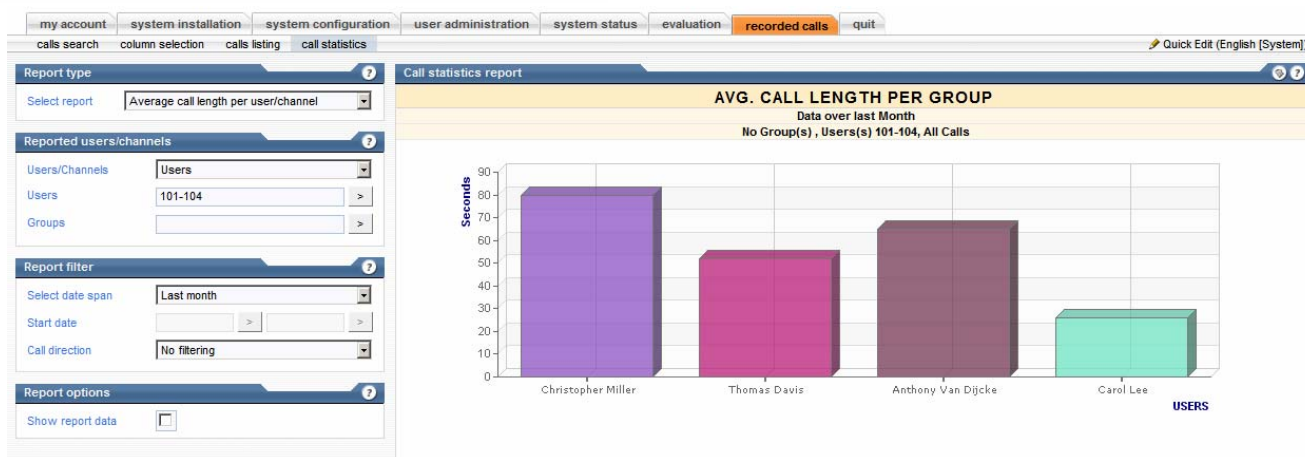 my account system installation system configuration user administration system status evaluation recorded calls quit
calls search column selection calls listing call statistics
Quick Edit (English [System])
Report type ?
Select report Average call length per user/channel
Reported users/channels ?
Users/Channels Users
Users 101-104 >
Groups >
Report filter ?
Select date span Last month
Start date > >
Call direction No filtering
Report options ?
Show report data
Call statistics report ?
AVG. CALL LENGTH PER GROUP
Data over last Month
No Group(s) , Users(s) 101-104, All Calls
Seconds
90
80
70
60
50
40
30
20
10
0
Christopher Miller Thomas Davis Anthony Van Dijcke Carol Lee
USERS